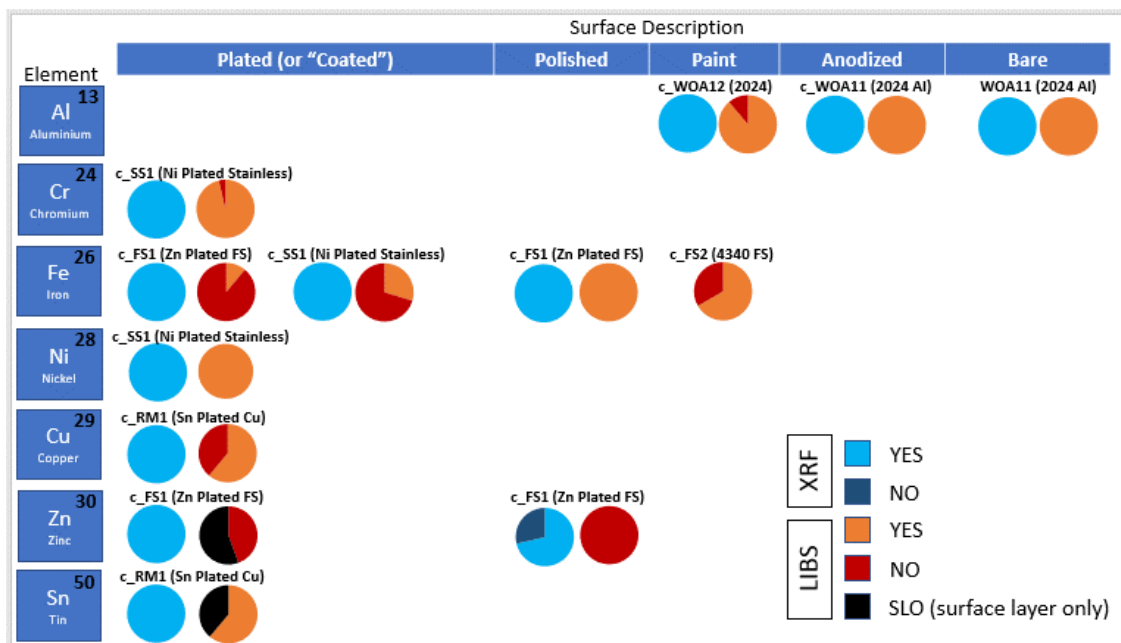 Surface Description
Element
Plated (or “Coated”) Polished Paint Anodized Bare
13
Al
Aluminium
c_WOA12 (2024) c_WOA11 (2024 Al) WOA11 (2024 Al)
24
Cr
Chromium
c_SS1 (Ni Plated Stainless)
26
Fe
Iron
c_FS1 (Zn Plated FS) c_SS1 (Ni Plated Stainless) c_FS1 (Zn Plated FS) c_FS2 (4340 FS)
28
Ni
Nickel
c_SS1 (Ni Plated Stainless)
29
Cu
Copper
c_RM1 (Sn Plated Cu)
30
Zn
Zinc
c_FS1 (Zn Plated FS) c_FS1 (Zn Plated FS)
50
Sn
Tin
c_RM1 (Sn Plated Cu)
XRF
YES
NO
LIBS
YES
NO
SLO (surface layer only)